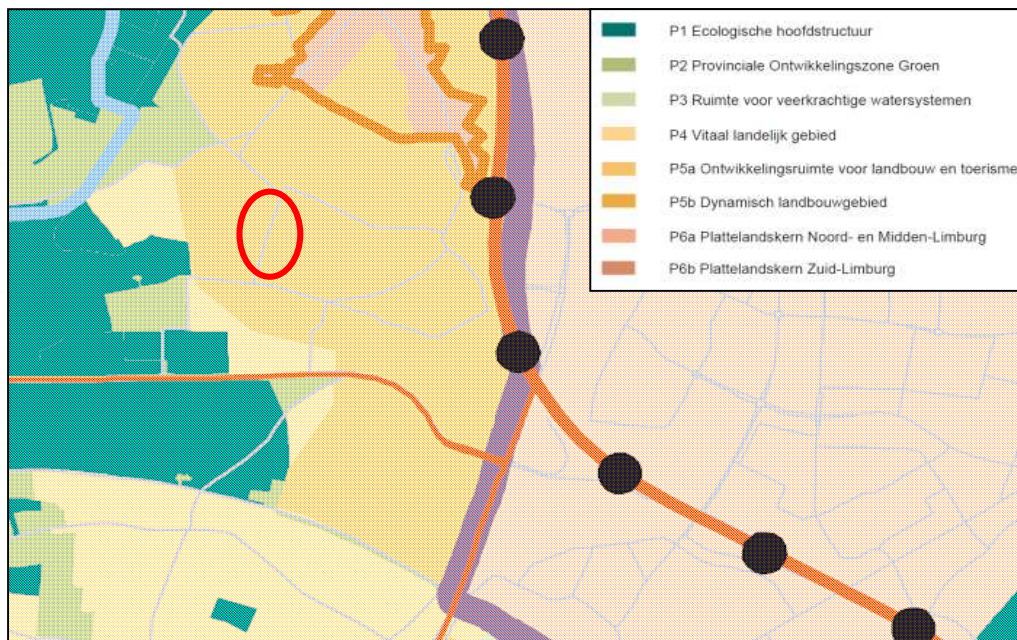 P1 Ecologische hoofdstructuur
P2 Provinciale Ontwikkelingszone Groen
P3 Ruimte voor veerkrachtige watersystemen
P4 Vitaal landelijk gebied
P5a Ontwikkelingsruimte voor landbouw en toerisme
P5b Dynamisch landbouwgebied
P6a Plattelandskern Noord- en Midden-Limburg
P6b Plattelandskern Zuid-Limburg